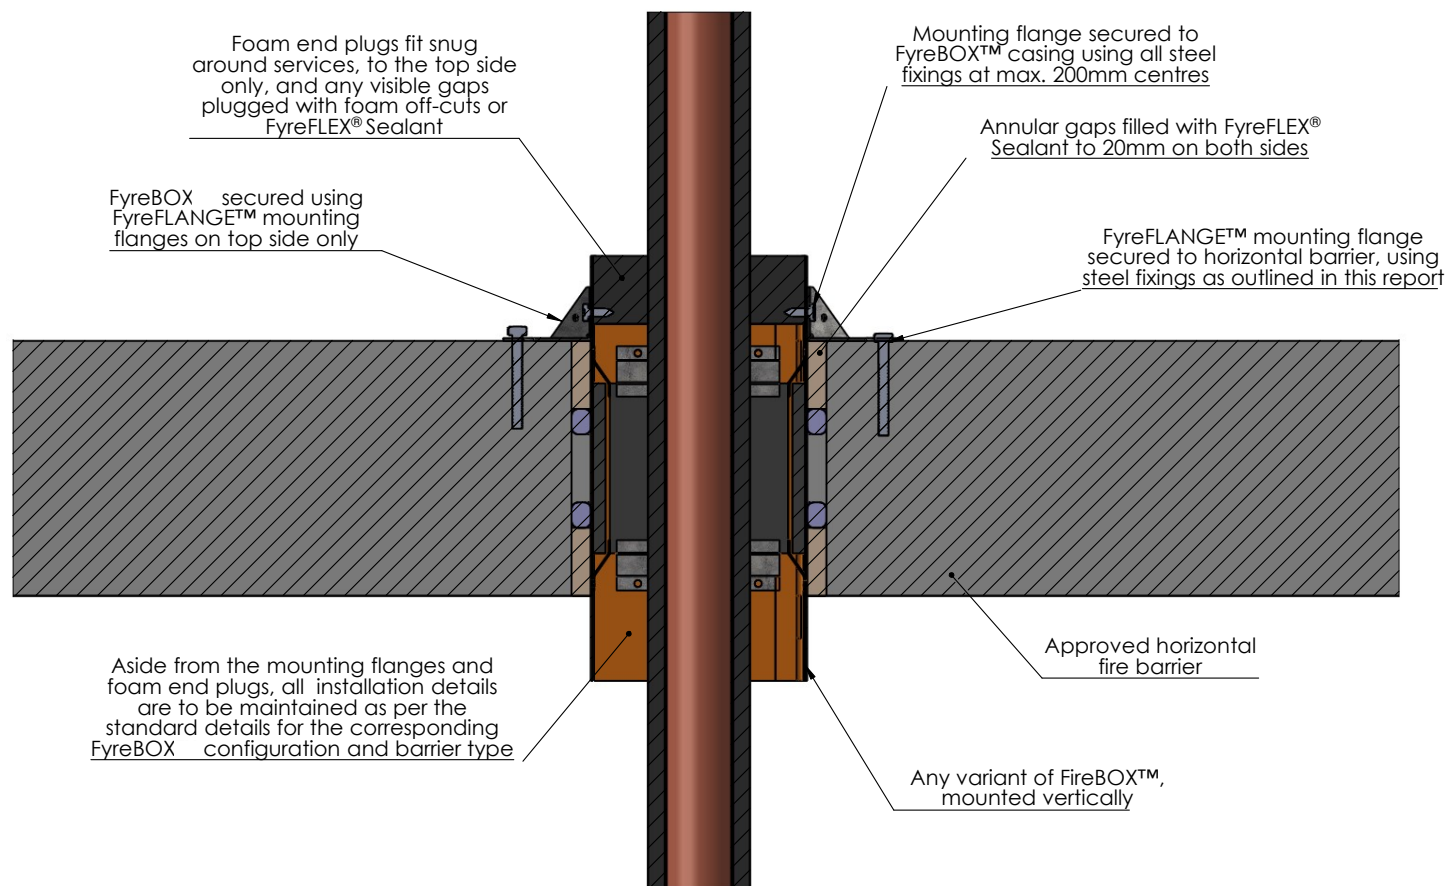 Foam end plugs fit snug
around services, to the top side
only, and any visible gaps
plugged with foam off-cuts or
FyreFLEX® Sealant
Mounting flange secured to
FyreBOX™ casing using all steel
fixings at max. 200mm centres
Annular gaps filled with FyreFLEX®
Sealant to 20mm on both sides
FyreBOX secured using
FyreFLANGE™ mounting
flanges on top side only
FyreFLANGE™ mounting flange
secured to horizontal barrier, using
steel fixings as outlined in this report
Aside from the mounting flanges and
foam end plugs, all installation details
are to be maintained as per the
standard details for the corresponding
FyreBOX configuration and barrier type
Approved horizontal
fire barrier
Any variant of FireBOX™,
mounted vertically